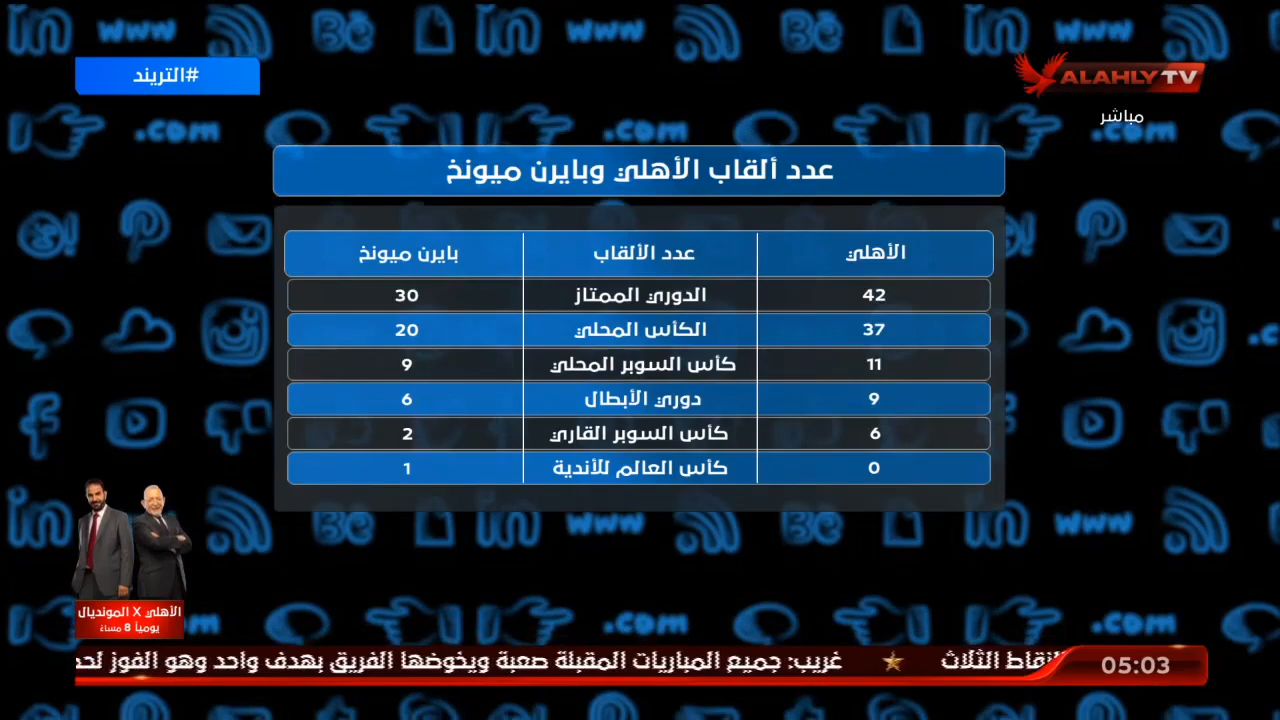 #التريند
ALAHLY TV
مباشر
عدد ألقاب الأهلي وبايرن ميونخ
الأهلي عدد الألقاب بايرن ميونخ
42 الدوري الممتاز 30
37 الكأس المحلي 20
11 كأس السوبر المحلي 9
9 دوري الأبطال 6
6 كأس السوبر القاري 2
0 كأس العالم للأندية 1
الأهلي X المونديال
يومياً 8 مساءً
05:03
النقاط الثلاث ★ غريب: جميع المباريات المقبلة صعبة ويخوضها الفريق بهدف واحد وهو الفوز